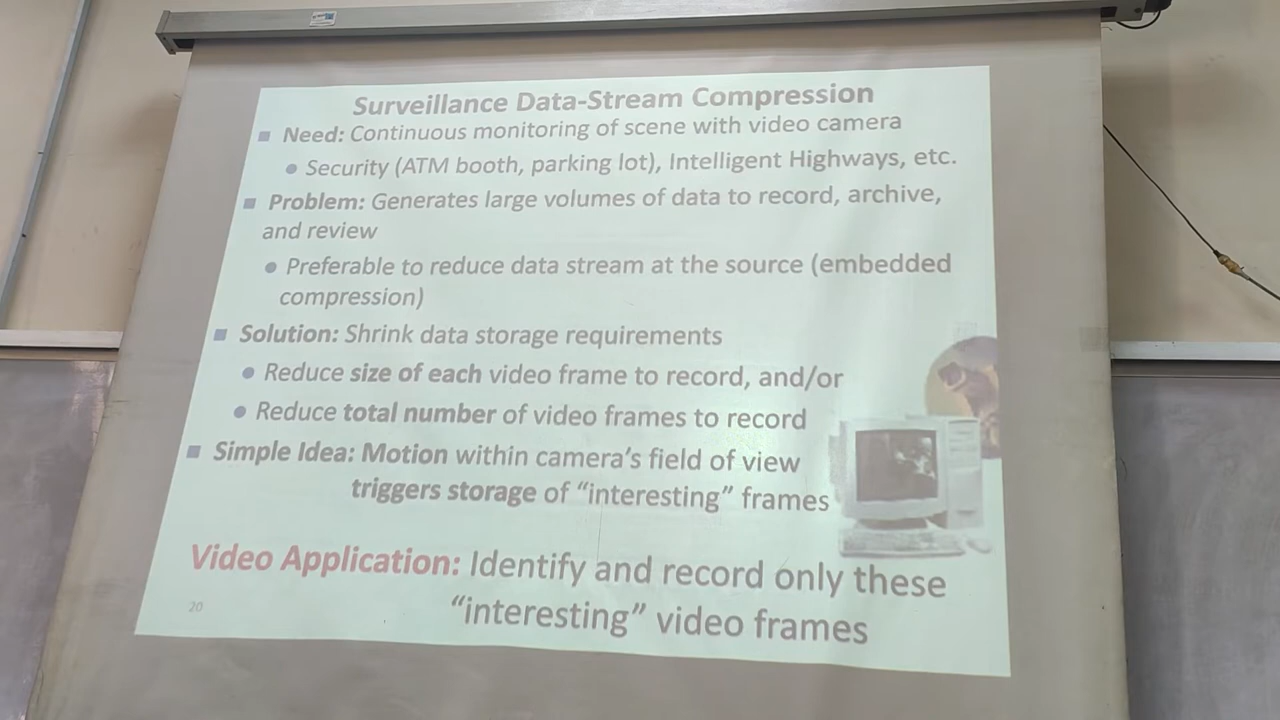 Surveillance Data-Stream Compression
■ Need: Continuous monitoring of scene with video camera
● Security (ATM booth, parking lot), Intelligent Highways, etc.
■ Problem: Generates large volumes of data to record, archive,
and review
● Preferable to reduce data stream at the source (embedded
compression)
■ Solution: Shrink data storage requirements
● Reduce size of each video frame to record, and/or
● Reduce total number of video frames to record
■ Simple Idea: Motion within camera's field of view
triggers storage of “interesting” frames
Video Application: Identify and record only these
“interesting” video frames
20